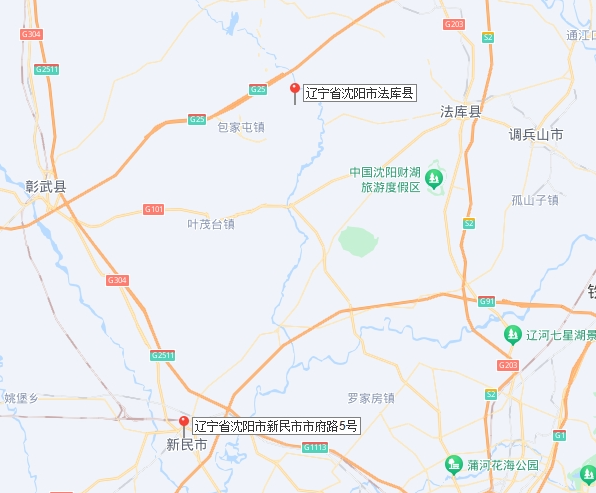 G304
G203
S2
通江口
G2511
G25
辽宁省沈阳市法库县
法库县
G25
包家屯镇
调兵山市
中国沈阳财湖
旅游度假区
彰武县
孤山子镇
G101
叶茂台镇
S2
G304
G91
辽河七星湖景
G2511
G203
姚堡乡
罗家房镇
S2
辽宁省沈阳市新民市市府路5号
新民市
G1113
G1
蒲河花海公园